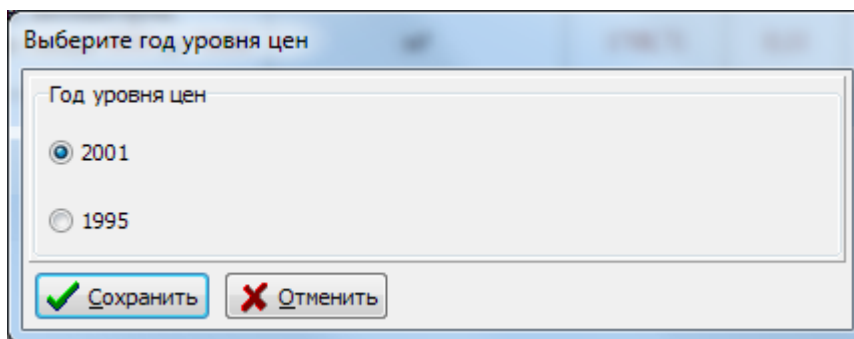 Выберите год уровня цен
Год уровня цен
2001
1995
Сохранить
Отменить